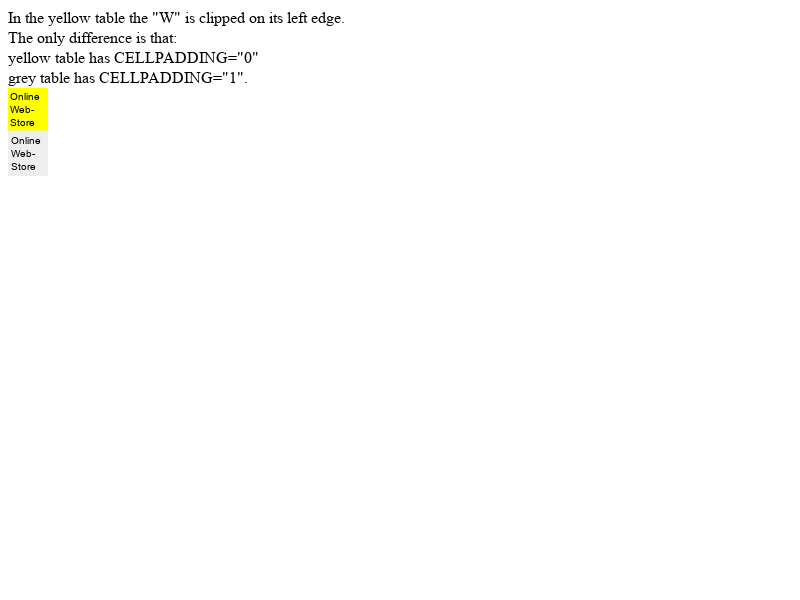 In the yellow table the "W" is clipped on its left edge.
The only difference is that:
yellow table has CELLPADDING="0"
grey table has CELLPADDING="1".
Online
Web-
Store
Online
Web-
Store